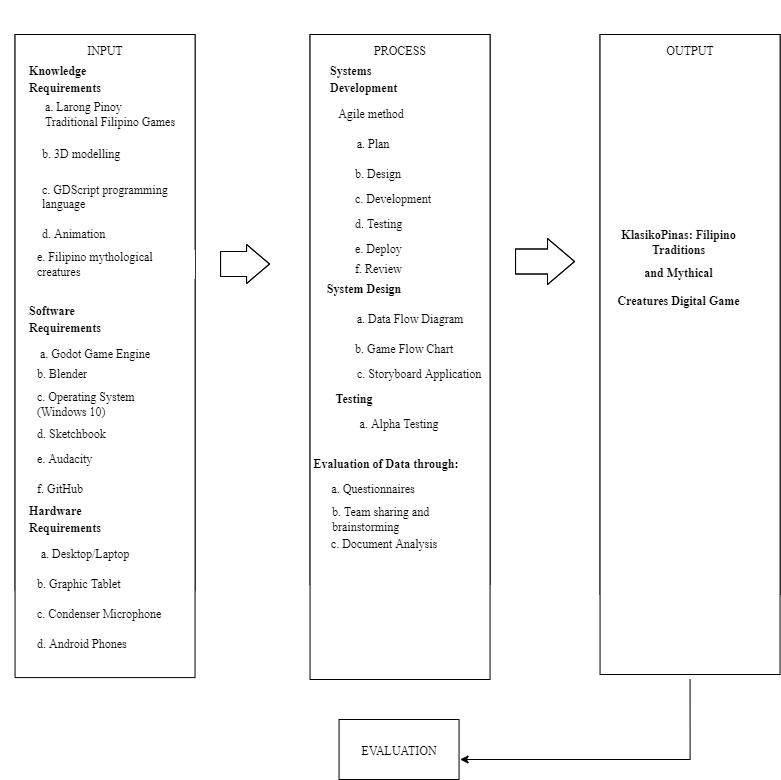 INPUT
Knowledge
Requirements
a. Larong Pinoy
Traditional Filipino Games
b. 3D modelling
c. GDScript programming
language
d. Animation
e. Filipino mythological
creatures
Software
Requirements
a. Godot Game Engine
b. Blender
c. Operating System
(Windows 10)
d. Sketchbook
e. Audacity
f. GitHub
Hardware
Requirements
a. Desktop/Laptop
b. Graphic Tablet
c. Condenser Microphone
d. Android Phones
PROCESS
Systems
Development
Agile method
a. Plan
b. Design
c. Development
d. Testing
e. Deploy
f. Review
System Design
a. Data Flow Diagram
b. Game Flow Chart
c. Storyboard Application
Testing
a. Alpha Testing
Evaluation of Data through:
a. Questionnaires
b. Team sharing and
brainstorming
c. Document Analysis
OUTPUT
KlasikoPinas: Filipino
Traditions
and Mythical
Creatures Digital Game
EVALUATION